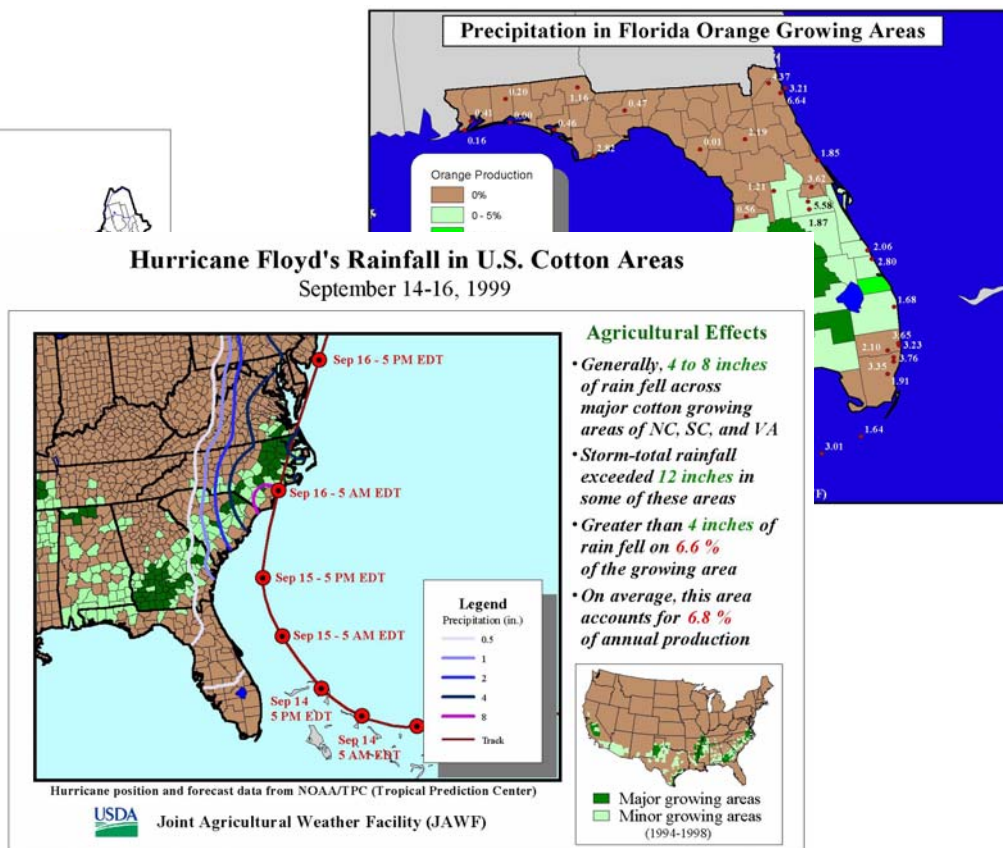 Precipitation in Florida Orange Growing Areas
4.37
3.21
6.64
0.20
1.16
0.47
0.41
0.00
0.46
0.16
2.82
0.01
2.19
1.85
3.62
1.21
5.58
0.56
1.87
2.06
2.80
1.68
3.65
3.23
2.10
3.76
3.35
1.91
1.64
3.01
Orange Production
0%
0 - 5%
Hurricane Floyd's Rainfall in U.S. Cotton Areas
September 14-16, 1999
Sep 16 - 5 PM EDT
Sep 16 - 5 AM EDT
Sep 15 - 5 PM EDT
Sep 15 - 5 AM EDT
Sep 14
5 PM EDT
Sep 14
5 AM EDT
Legend
Precipitation (in.)
0.5
1
2
4
8
Track
Agricultural Effects
• Generally, 4 to 8 inches
of rain fell across
major cotton growing
areas of NC, SC, and VA
• Storm-total rainfall
exceeded 12 inches in
some of these areas
• Greater than 4 inches of
rain fell on 6.6 %
of the growing area
• On average, this area
accounts for 6.8 %
of annual production
Major growing areas
Minor growing areas
(1994-1998)
Hurricane position and forecast data from NOAA/TPC (Tropical Prediction Center)
USDA
Joint Agricultural Weather Facility (JAWF)